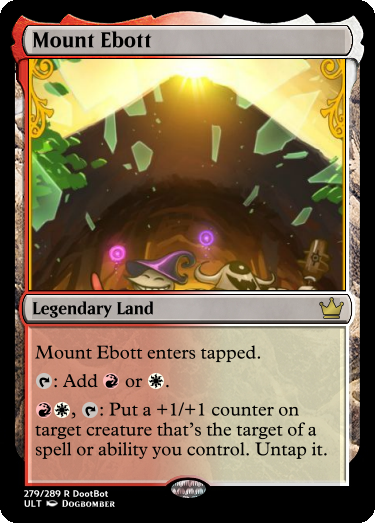 Mount Ebott
Legendary Land
Mount Ebott enters tapped.
: Add or .
, : Put a +1/+1 counter on
target creature that's the target of a
spell or ability you control. Untap it.
279/289 R DootBot
ULT Dogbomber